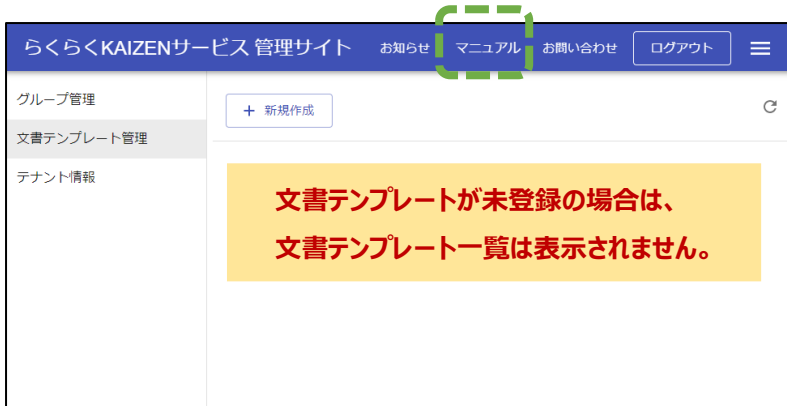 らくらくKAIZENサービス 管理サイト お知らせ マニュアル お問い合わせ ログアウト
グループ管理
+ 新規作成
文書テンプレート管理
テナント情報
文書テンプレートが未登録の場合は、
文書テンプレート一覧は表示されません。